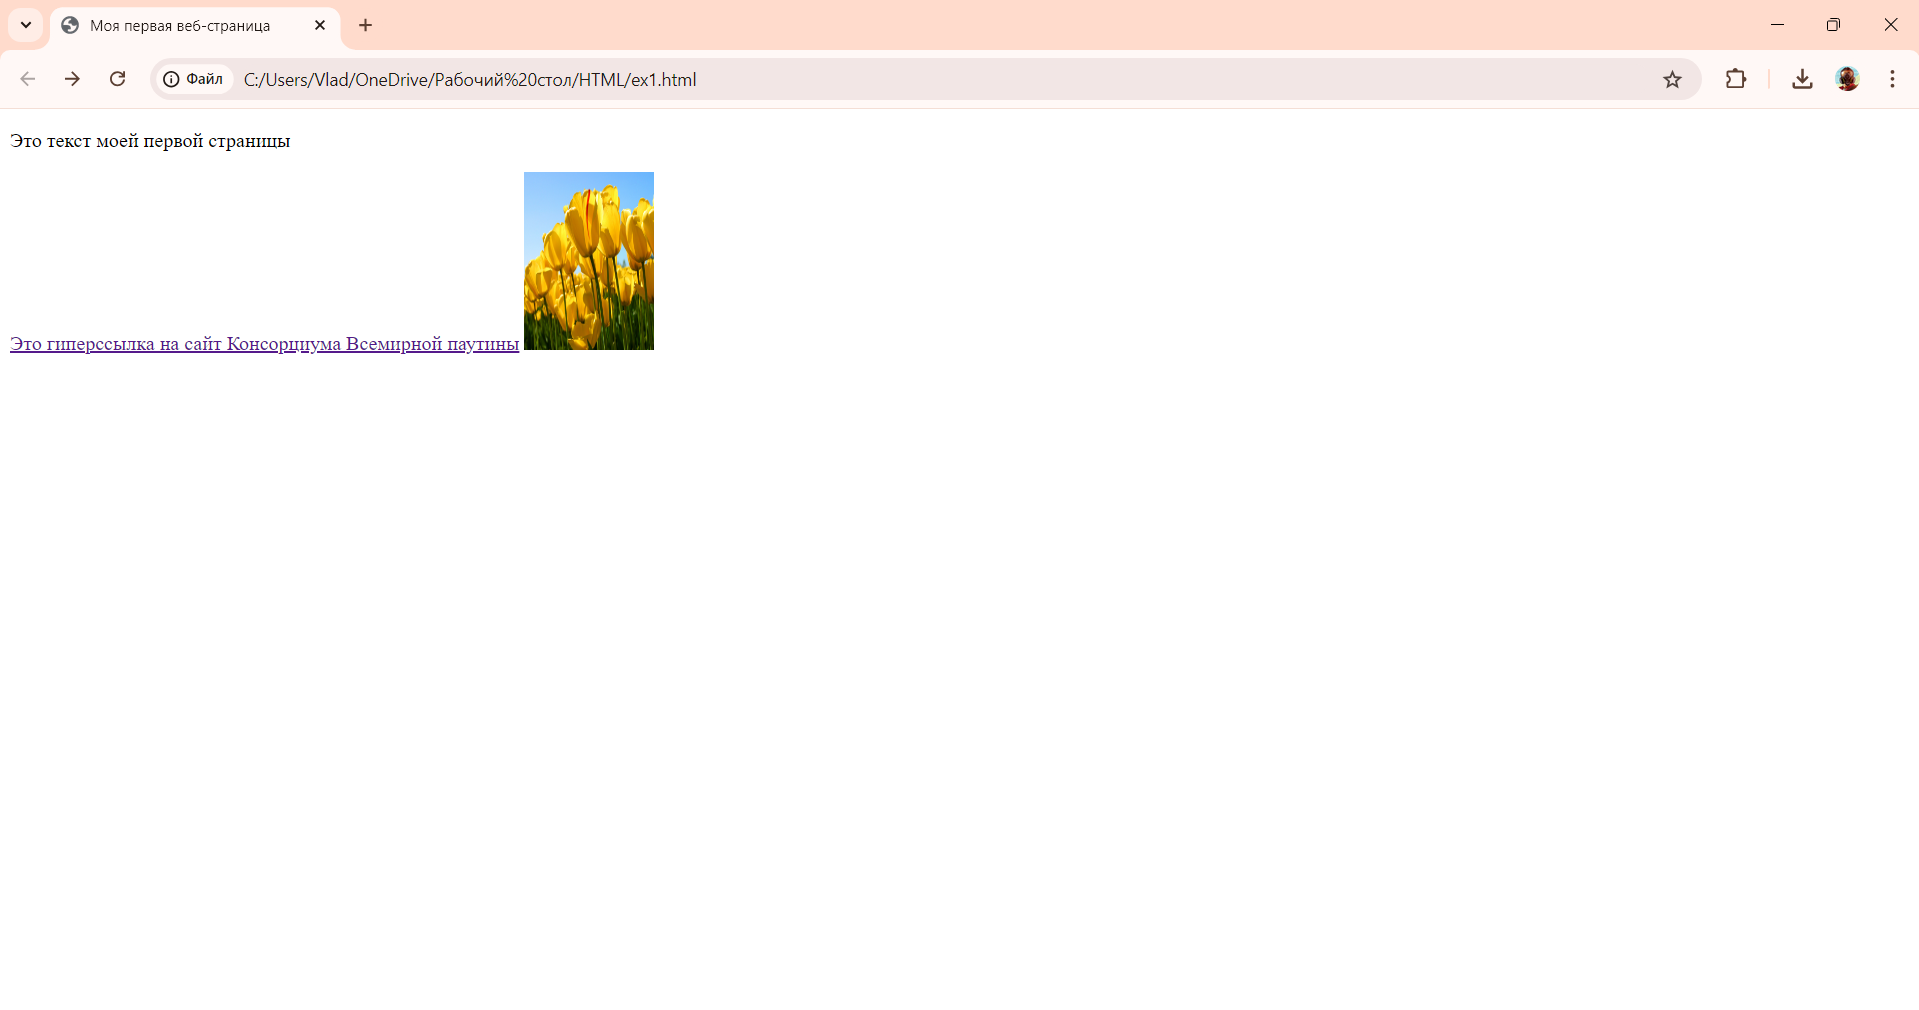 Моя первая веб-страница
Файл C:/Users/Vlad/OneDrive/Рабочий%20стол/HTML/ex1.html
Это текст моей первой страницы
Это гиперссылка на сайт Консорциума Всемирной паутины